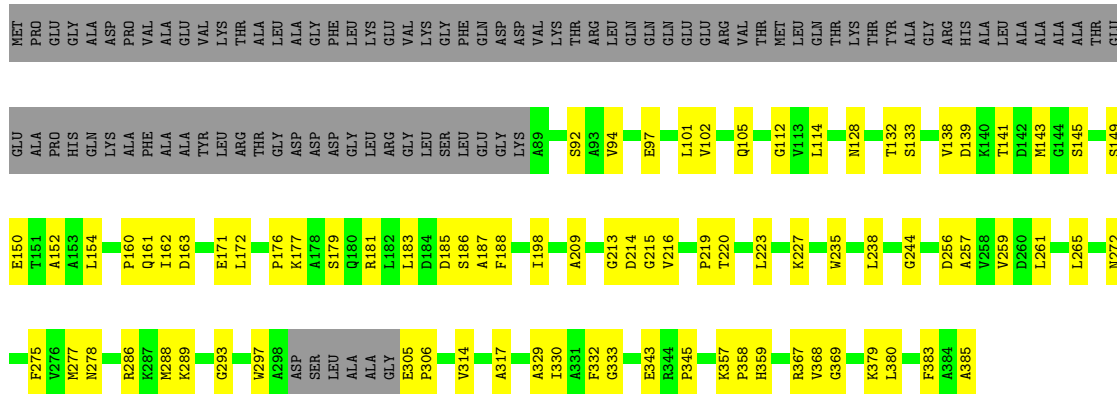 MET PRO GLU GLY ALA ASP PRO VAL ALA GLU VAL LYS THR ALA LEU ALA GLY PHE LEU LYS GLU VAL LYS GLY PHE GLN ASP ASP VAL LYS THR ARG LEU GLN GLN GLN GLU GLU ARG VAL THR MET LEU GLN THR LYS THR TYR ALA GLY ARG HIS ALA LEU ALA ALA ALA ALA THR GLU
GLU ALA PRO HIS GLN LYS ALA PHE ALA ALA TYR LEU ARG THR GLY ASP ASP ASP GLY LEU ARG GLY LEU SER LEU GLU GLY LYS A89 S92 A93 V94 E97 L101 V102 Q105 G112 V113 L114 N128 T132 S133 V138 D139 K140 T141 D142 M143 G144 S145 S149
E150 T151 A152 A153 L154 P160 Q161 I162 D163 E171 L172 P176 K177 A178 S179 Q180 R181 L182 L183 D184 D185 S186 A187 F188 I198 A209 G213 D214 G215 V216 P219 T220 L223 K227 W235 L238 G244 D256 A257 V258 V259 D260 L261 L265 N272
F275 V276 M277 N278 R286 K287 M288 K289 G293 W297 A298 ASP SER LEU ALA ALA GLY E305 P306 V314 A317 A329 I330 A331 F332 G333 E343 R344 P345 K357 P358 H359 R367 V368 G369 K379 L380 F383 A384 A385